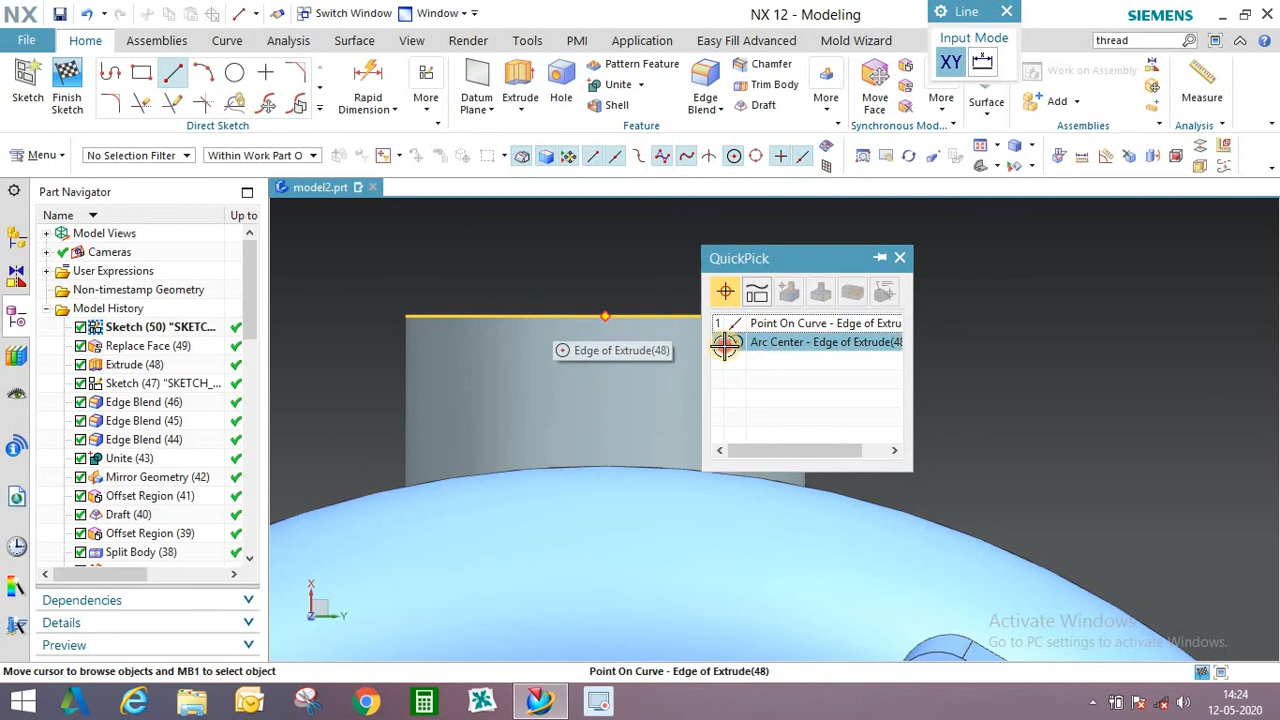 NX
Switch Window
Window
NX 12 - Modeling
Line
SIEMENS
File
Home
Assemblies
Curve
Analysis
Surface
View
Render
Tools
PMI
Application
Easy Fill Advanced
Mold Wizard
Input Mode
XY
thread
Sketch
Finish
Sketch
Rapid
Dimension
More
Datum
Plane
Extrude
Hole
Pattern Feature
Unite
Shell
Edge
Blend
Chamfer
Trim Body
Draft
More
Move
Face
More
Surface
Work on Assembly
Add
Measure
Direct Sketch
Feature
Synchronous Mod...
Assemblies
Analysis
Menu
No Selection Filter
Within Work Part O
Part Navigator
model2.prt
Name
Up to
Model Views
Cameras
User Expressions
Non-timestamp Geometry
Model History
Sketch (50) "SKETC...
Replace Face (49)
Extrude (48)
Sketch (47) "SKETCH_...
Edge Blend (46)
Edge Blend (45)
Edge Blend (44)
Unite (43)
Mirror Geometry (42)
Offset Region (41)
Draft (40)
Offset Region (39)
Split Body (38)
Dependencies
Details
Preview
QuickPick
1 Point On Curve - Edge of Extru
Arc Center - Edge of Extrude(48
Edge of Extrude(48)
X
Y
Z
Activate Windows
Go to PC settings to activate Windows.
Move cursor to browse objects and MB1 to select object
Point On Curve - Edge of Extrude(48)
14:24
12-05-2020